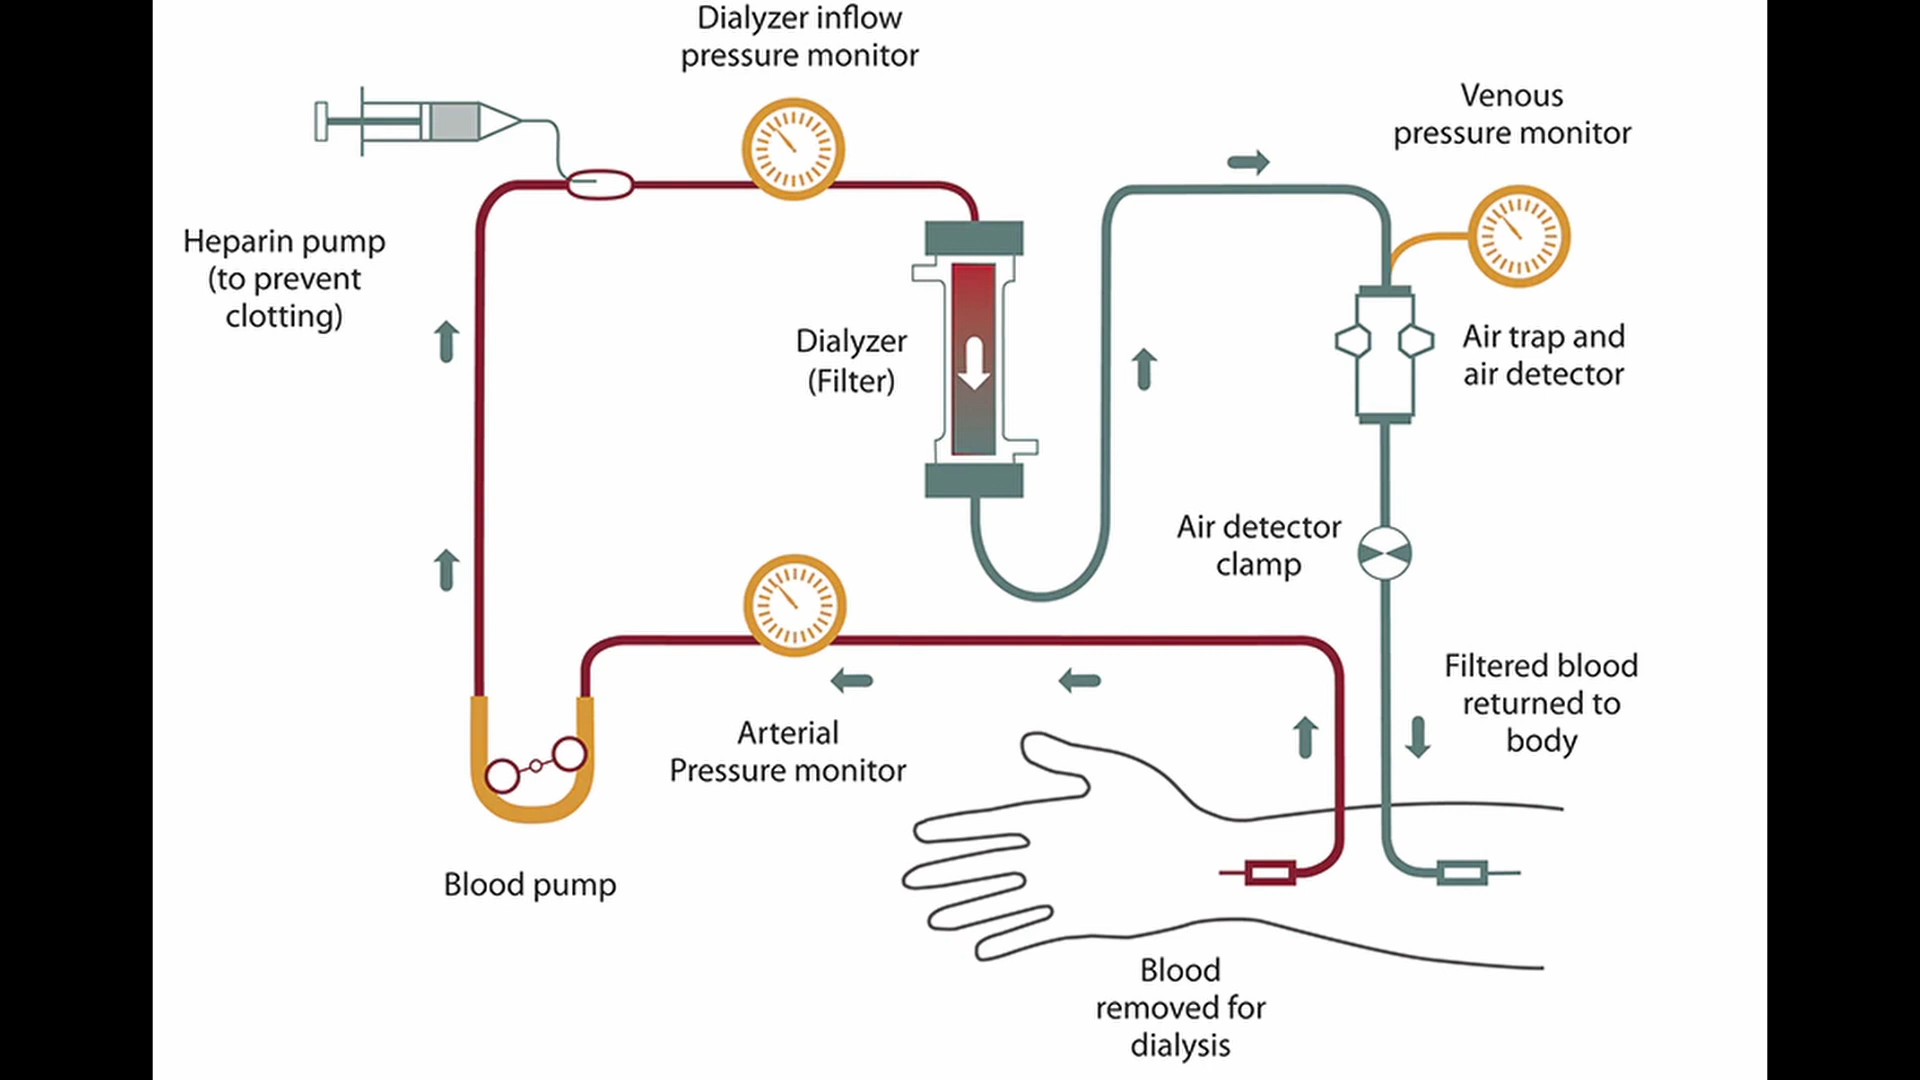 Dialyzer inflow
pressure monitor
Venous
pressure monitor
Heparin pump
(to prevent
clotting)
Dialyzer
(Filter)
Air trap and
air detector
Air detector
clamp
Filtered blood
returned to
body
Arterial
Pressure monitor
Blood pump
Blood
removed for
dialysis